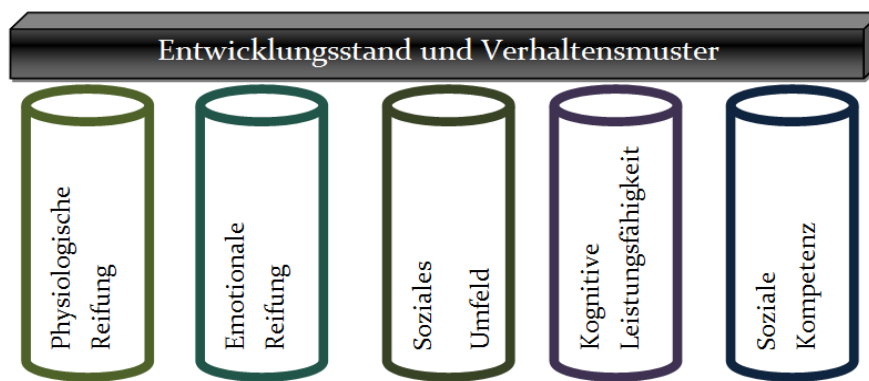 Entwicklungsstand und Verhaltensmuster
Physiologische
Reifung
Emotionale
Reifung
Soziales
Umfeld
Kognitive
Leistungsfähigkeit
Soziale
Kompetenz